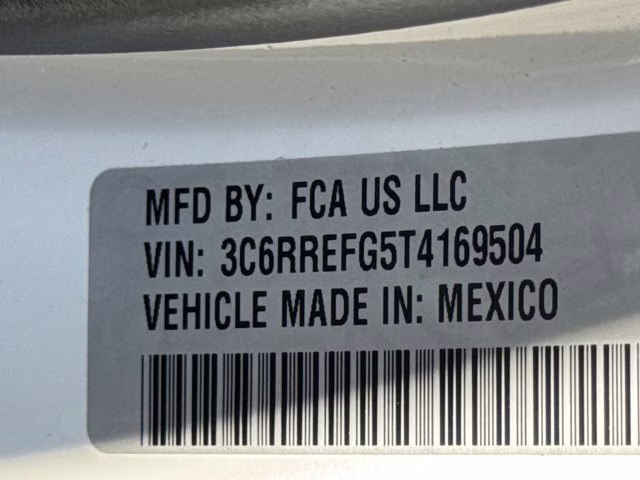 MFD BY: FCA US LLC
VIN: 3C6RREFG5T4169504
VEHICLE MADE IN: MEXICO